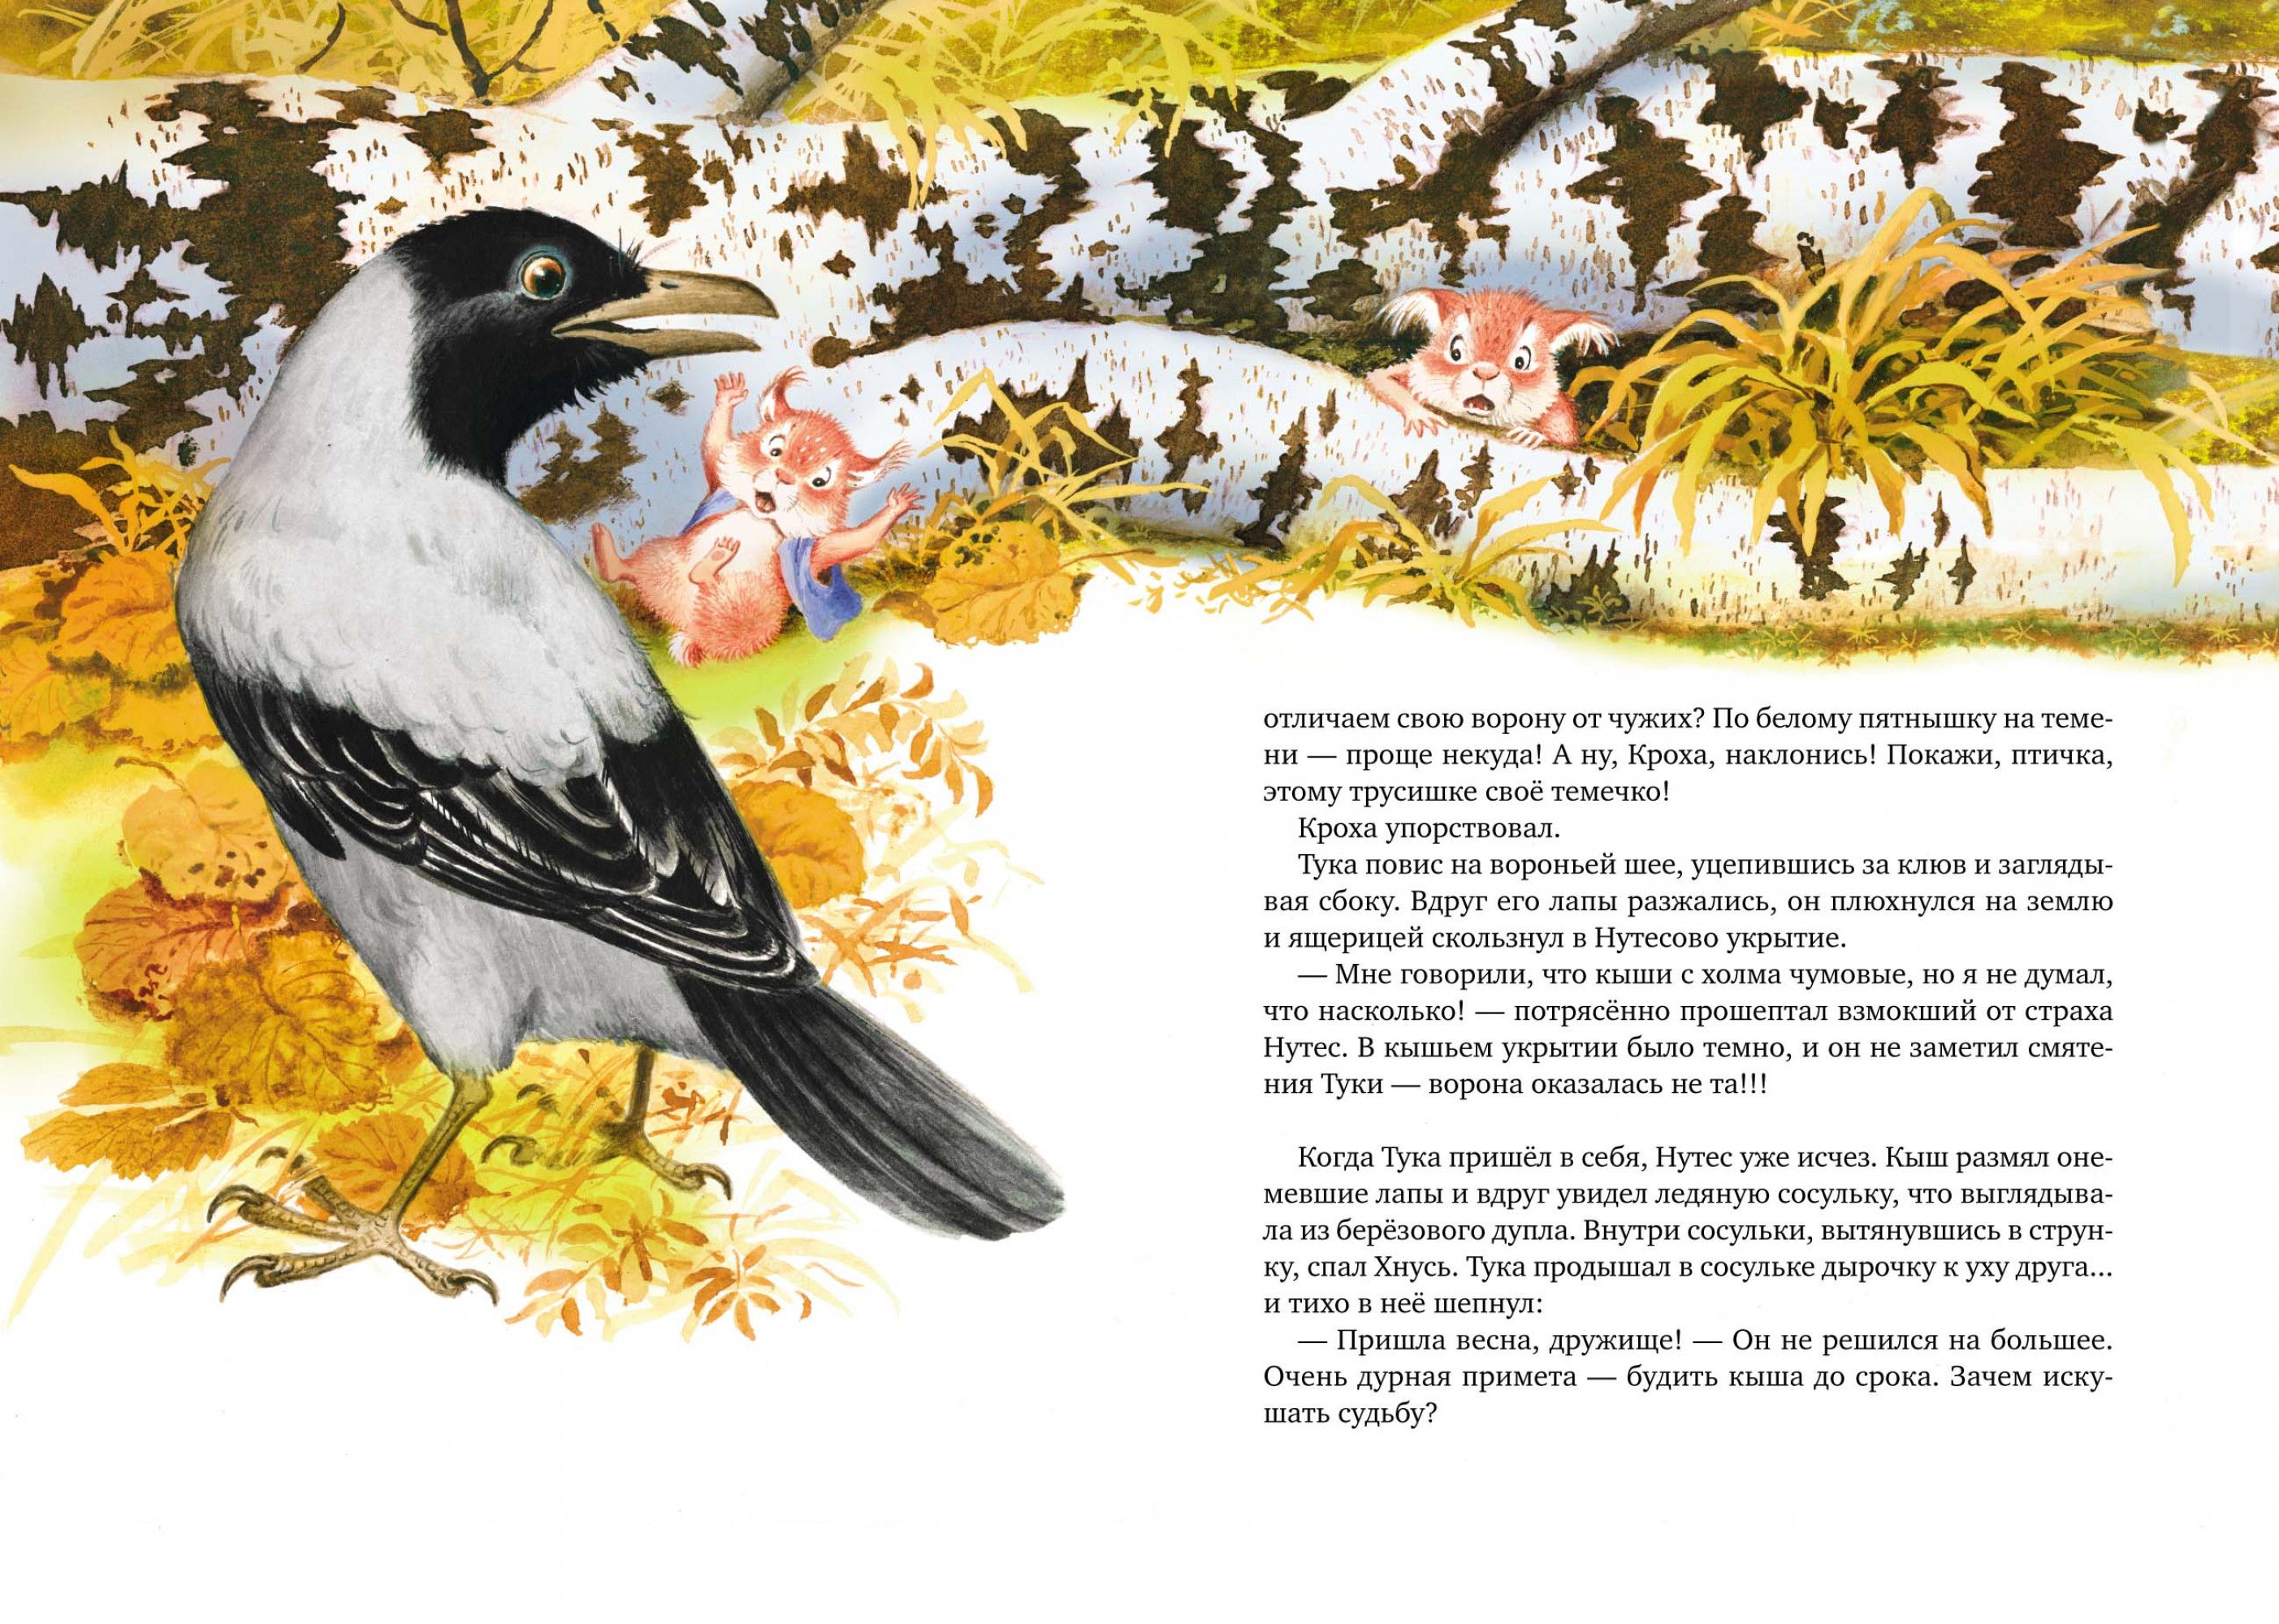 отличаем свою ворону от чужих? По белому пятнышку на теме-
ни — проще некуда! А ну, Кроха, наклонись! Покажи, птичка,
этому трусишке своё темечко!
Кроха упорствовал.
Тука повис на вороньей шее, уцепившись за клюв и загляды-
вая сбоку. Вдруг его лапы разжались, он плюхнулся на землю
и ящерицей скользнул в Нутесово укрытие.
— Мне говорили, что кыши с холма чумовые, но я не думал,
что насколько! — потрясённо прошептал взмокший от страха
Нутес. В кышьем укрытии было темно, и он не заметил смяте-
ния Туки — ворона оказалась не та!!!
Когда Тука пришёл в себя, Нутес уже исчез. Кыш размял оне-
мевшие лапы и вдруг увидел ледяную сосульку, что выглядыва-
ла из берёзового дупла. Внутри сосульки, вытянувшись в струн-
ку, спал Хнусь. Тука продышал в сосульке дырочку к уху друга...
и тихо в неё шепнул:
— Пришла весна, дружище! — Он не решился на большее.
Очень дурная примета — будить кыша до срока. Зачем иску-
шать судьбу?